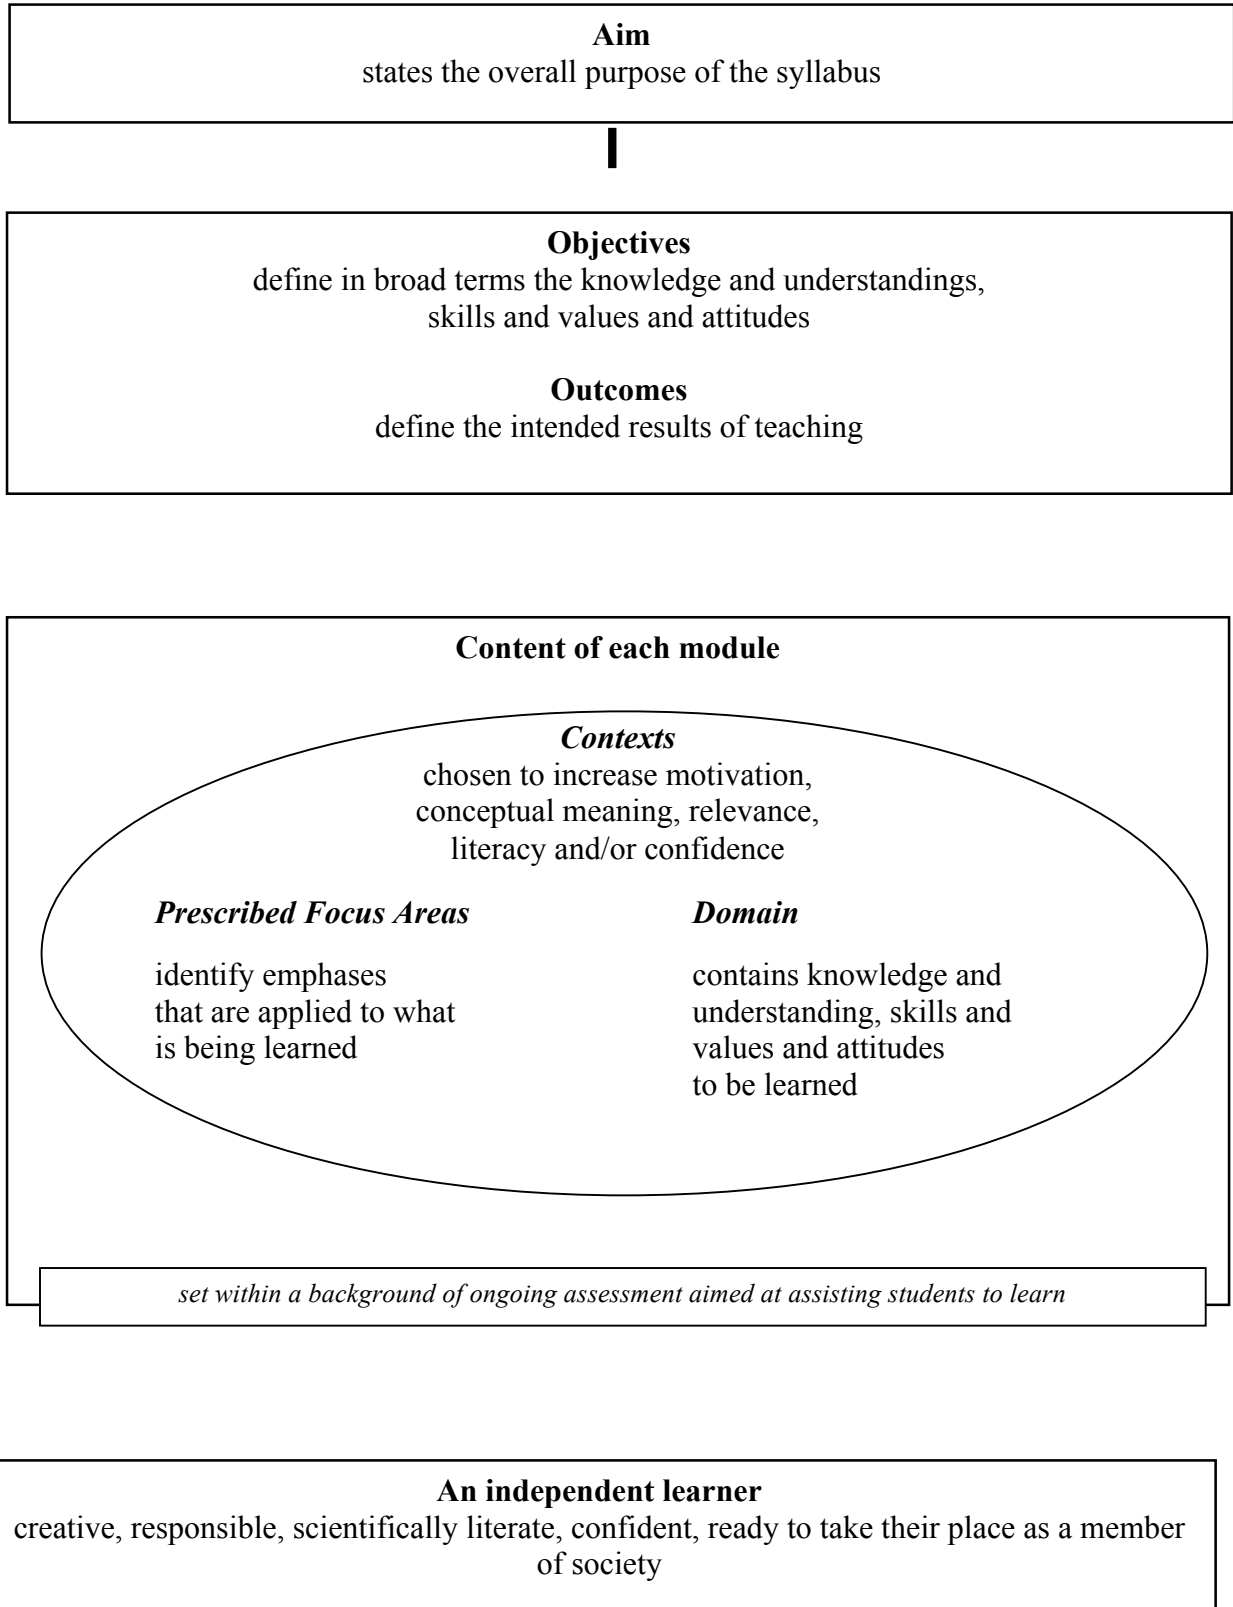 Aim
states the overall purpose of the syllabus
Objectives
define in broad terms the knowledge and understandings,
skills and values and attitudes
Outcomes
define the intended results of teaching
Content of each module
Contexts
chosen to increase motivation,
conceptual meaning, relevance,
literacy and/or confidence
Prescribed Focus Areas
identify emphases
that are applied to what
is being learned
Domain
contains knowledge and
understanding, skills and
values and attitudes
to be learned
set within a background of ongoing assessment aimed at assisting students to learn
An independent learner
creative, responsible, scientifically literate, confident, ready to take their place as a member
of society